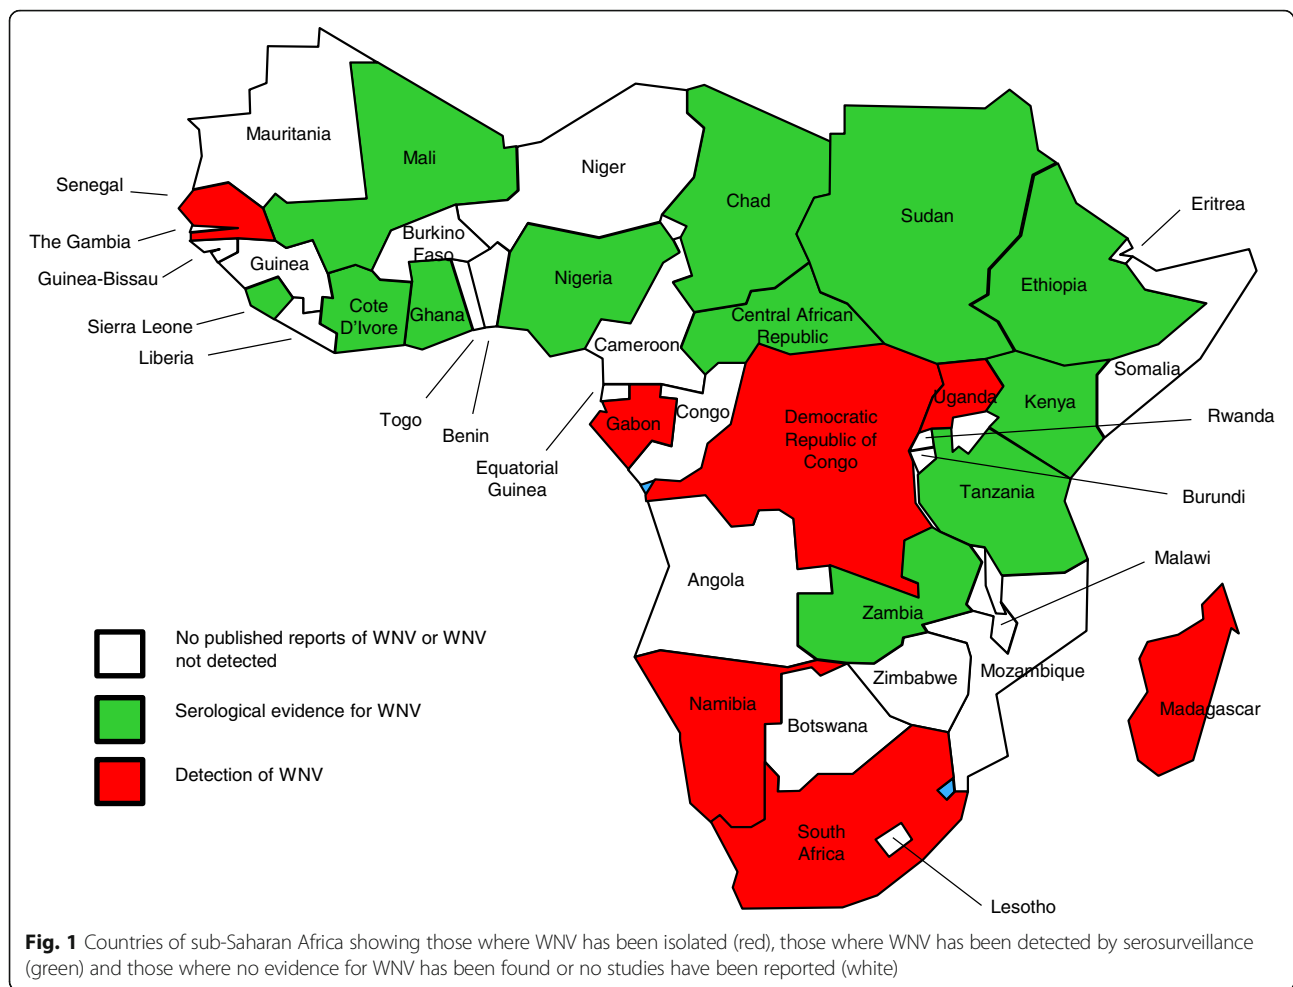 Mauritania
Mali
Niger
Chad
Sudan
Eritrea
Senegal
The Gambia
Guinea-Bissau
Guinea
Burkino
Faso
Nigeria
Ethiopia
Sierra Leone
Liberia
Cote
D'Ivore
Ghana
Central African
Republic
Cameroon
Somalia
Togo
Benin
Equatorial
Guinea
Gabon
Congo
Democratic
Republic of
Congo
Uganda
Kenya
Rwanda
Burundi
Tanzania
Malawi
Angola
Zambia
Mozambique
Zimbabwe
Namibia
Botswana
Madagascar
South
Africa
Lesotho
No published reports of WNV or WNV
not detected
Serological evidence for WNV
Detection of WNV
Fig. 1 Countries of sub-Saharan Africa showing those where WNV has been isolated (red), those where WNV has been detected by serosurveillance
(green) and those where no evidence for WNV has been found or no studies have been reported (white)